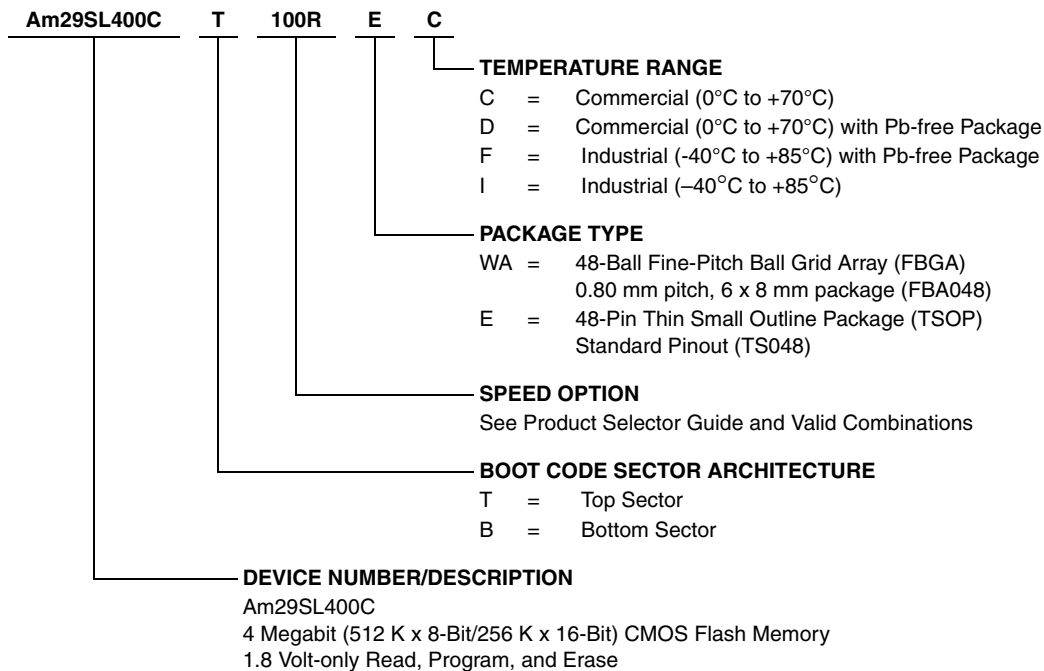 Am29SL400C T 100R E C
TEMPERATURE RANGE
C = Commercial (0°C to +70°C)
D = Commercial (0°C to +70°C) with Pb-free Package
F = Industrial (-40°C to +85°C) with Pb-free Package
I = Industrial (–40°C to +85°C)
PACKAGE TYPE
WA = 48-Ball Fine-Pitch Ball Grid Array (FBGA)
0.80 mm pitch, 6 x 8 mm package (FBA048)
E = 48-Pin Thin Small Outline Package (TSOP)
Standard Pinout (TS048)
SPEED OPTION
See Product Selector Guide and Valid Combinations
BOOT CODE SECTOR ARCHITECTURE
T = Top Sector
B = Bottom Sector
DEVICE NUMBER/DESCRIPTION
Am29SL400C
4 Megabit (512 K x 8-Bit/256 K x 16-Bit) CMOS Flash Memory
1.8 Volt-only Read, Program, and Erase